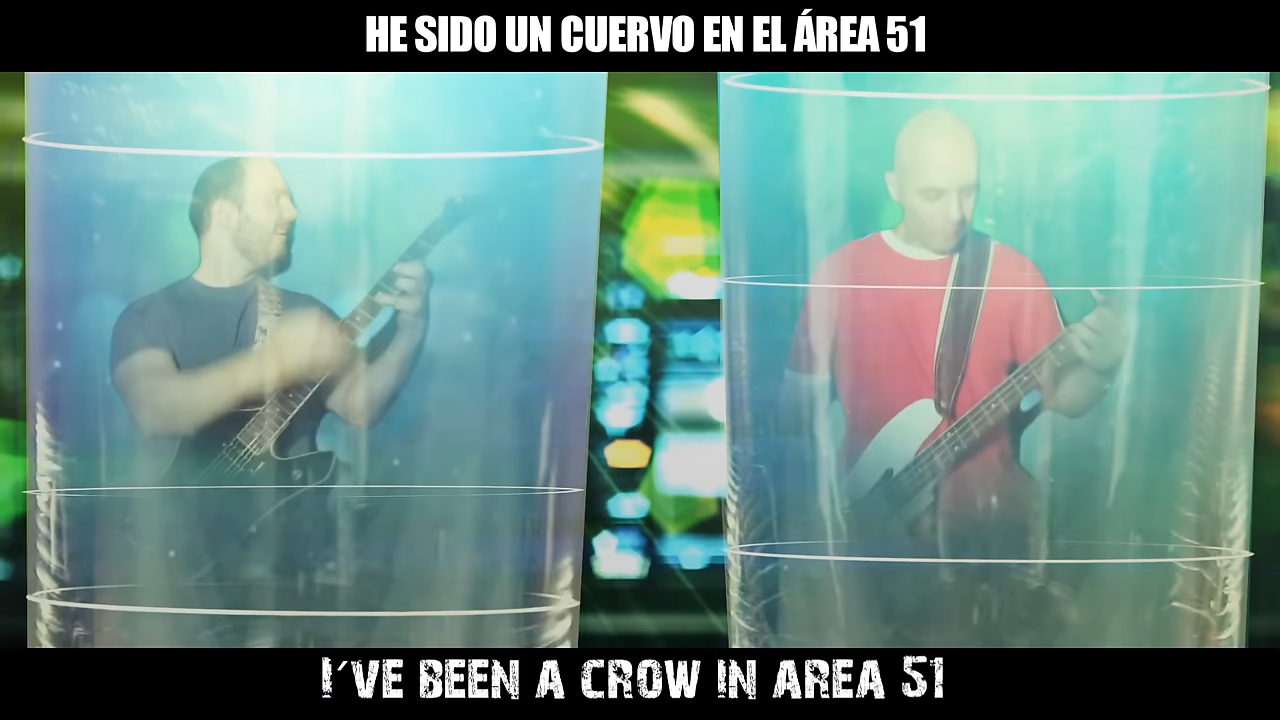 HE SIDO UN CUERVO EN EL ÁREA 51
I´VE BEEN A CROW IN AREA 51